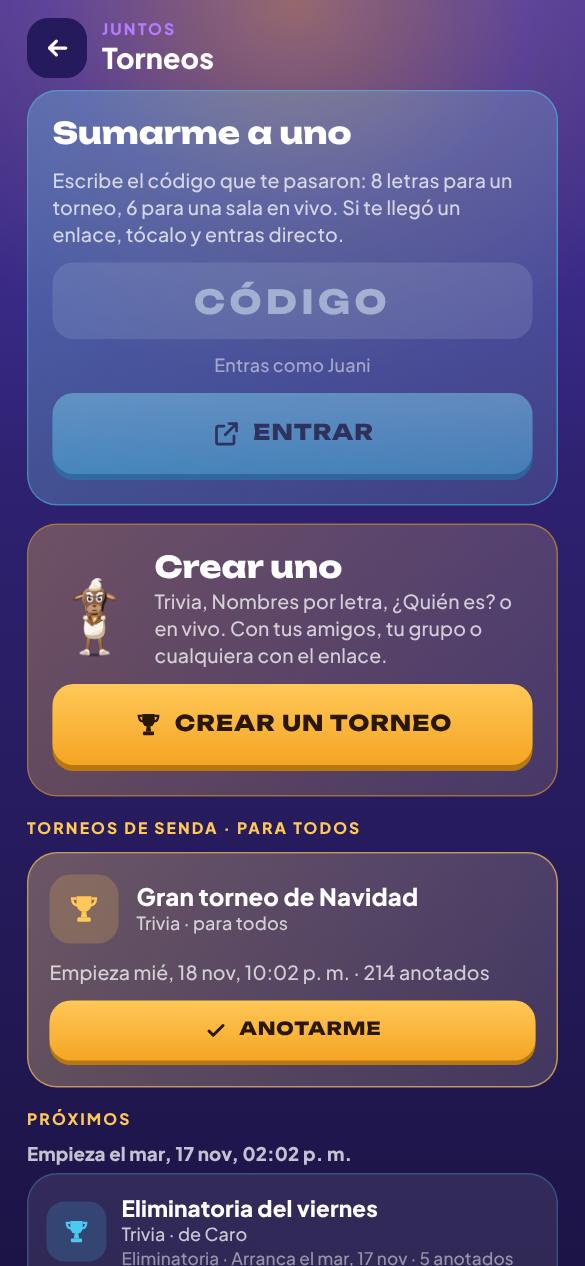 JUNTOS
Torneos
Sumarme a uno
Escribe el código que te pasaron: 8 letras para un
torneo, 6 para una sala en vivo. Si te llegó un
enlace, tócalo y entras directo.
CÓDIGO
Entras como Juani
ENTRAR
Crear uno
Trivia, Nombres por letra, ¿Quién es? o
en vivo. Con tus amigos, tu grupo o
cualquiera con el enlace.
CREAR UN TORNEO
TORNEOS DE SENDA · PARA TODOS
Gran torneo de Navidad
Trivia · para todos
Empieza mié, 18 nov, 10:02 p. m. · 214 anotados
ANOTARME
PRÓXIMOS
Empieza el mar, 17 nov, 02:02 p. m.
Eliminatoria del viernes
Trivia · de Caro
Eliminatoria · Arranca el mar, 17 nov · 5 anotados